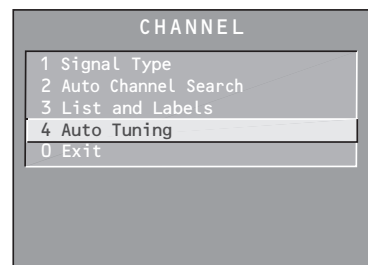 CHANNEL
1 Signal Type
2 Auto Channel Search
3 List and Labels
4 Auto Tuning
0 Exit